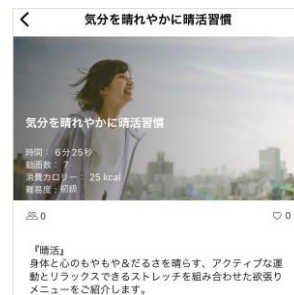 気分を晴れやかに晴活習慣
気分を晴れやかに晴活習慣
時間： 6分25秒
動画数： 7
消費カロリー： 25 kcal
難易度：初級
0
0
『晴活』
身体と心のもやもや＆だるさを晴らす、アクティブな運
動とリラックスできるストレッチを組み合わせた欲張り
メニューをご紹介します。